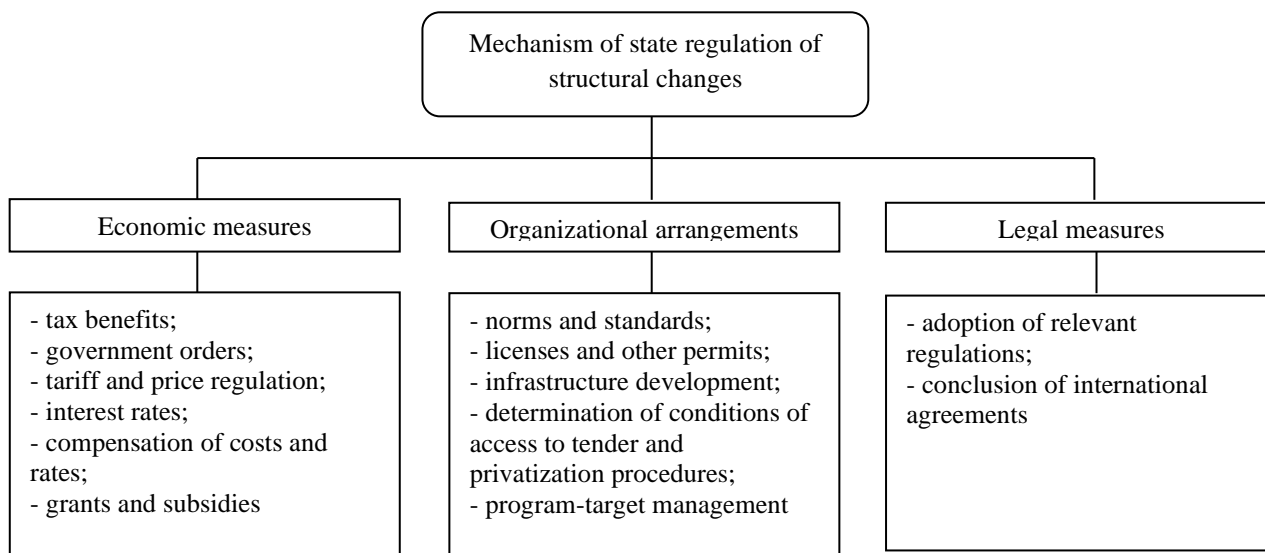 Mechanism of state regulation of
structural changes
Economic measures
Organizational arrangements
Legal measures
- tax benefits;
- government orders;
- tariff and price regulation;
- interest rates;
- compensation of costs and
rates;
- grants and subsidies
- norms and standards;
- licenses and other permits;
- infrastructure development;
- determination of conditions of
access to tender and
privatization procedures;
- program-target management
- adoption of relevant
regulations;
- conclusion of international
agreements